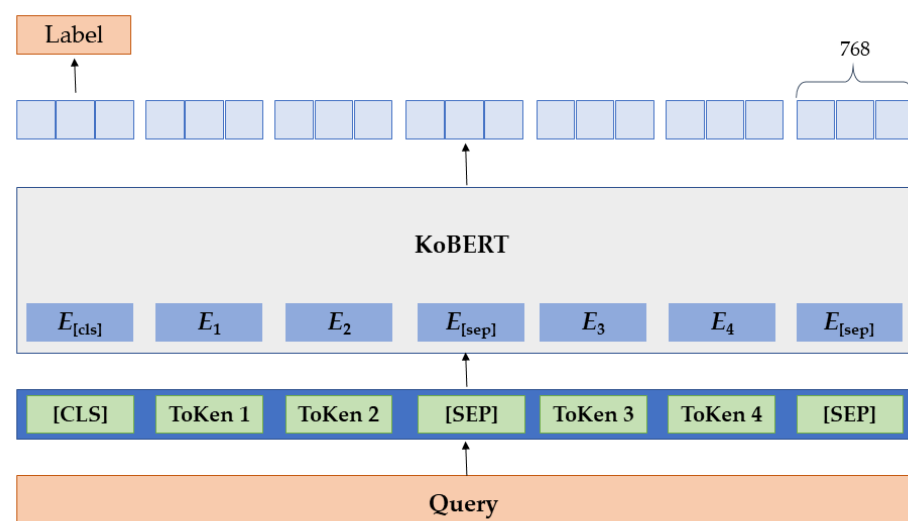 Label
768
KoBERT
E[cls] E1 E2 E[sep] E3 E4 E[sep]
[CLS] ToKen 1 ToKen 2 [SEP] ToKen 3 ToKen 4 [SEP]
Query